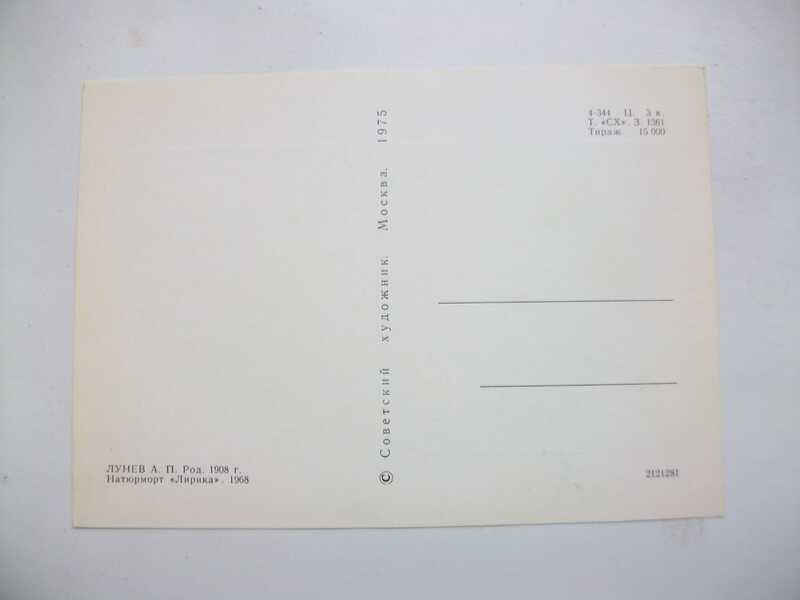 4-344 Ц. 3 к.
Т. «СХ». З 1361
Тираж 15 000
© Советский художник. Москва. 1975
ЛУНЕВ А. П. Род. 1908 г.
Натюрморт «Лирика». 1968
2121281